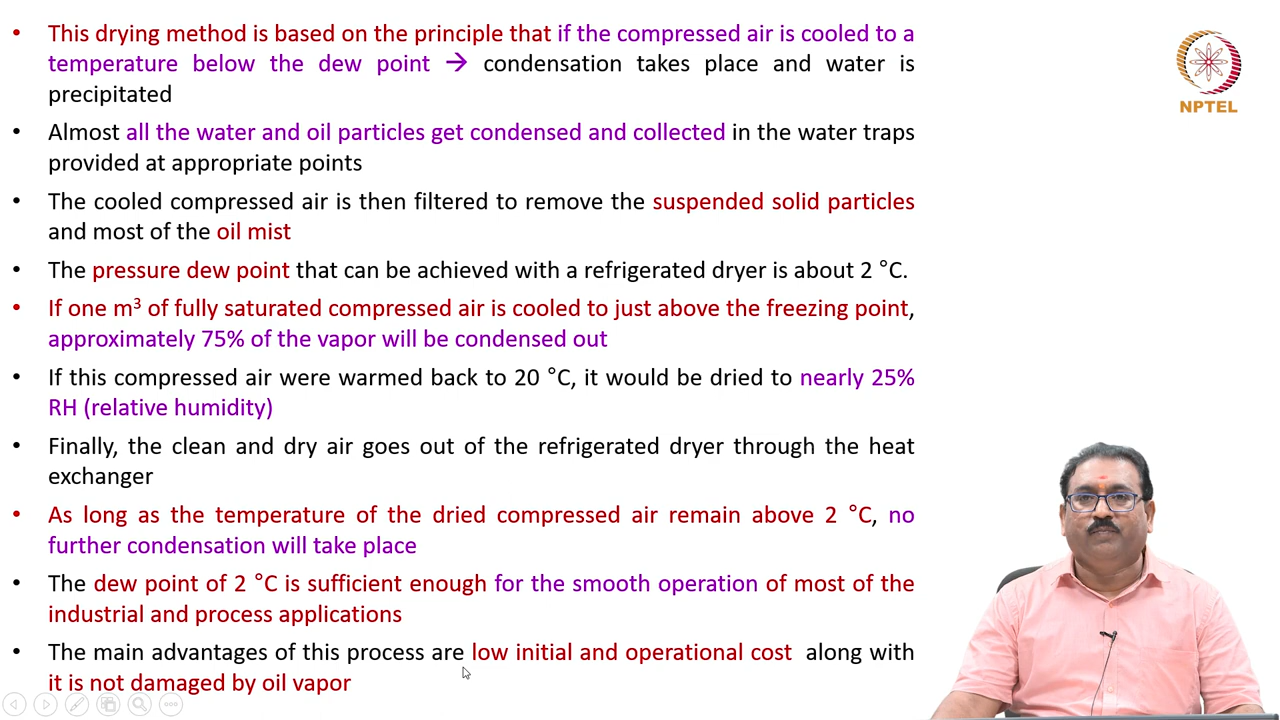 • This drying method is based on the principle that if the compressed air is cooled to a
temperature below the dew point → condensation takes place and water is
precipitated
• Almost all the water and oil particles get condensed and collected in the water traps
provided at appropriate points
• The cooled compressed air is then filtered to remove the suspended solid particles
and most of the oil mist
• The pressure dew point that can be achieved with a refrigerated dryer is about 2 °C.
• If one m³ of fully saturated compressed air is cooled to just above the freezing point,
approximately 75% of the vapor will be condensed out
• If this compressed air were warmed back to 20 °C, it would be dried to nearly 25%
RH (relative humidity)
• Finally, the clean and dry air goes out of the refrigerated dryer through the heat
exchanger
• As long as the temperature of the dried compressed air remain above 2 °C, no
further condensation will take place
• The dew point of 2 °C is sufficient enough for the smooth operation of most of the
industrial and process applications
• The main advantages of this process are low initial and operational cost along with
it is not damaged by oil vapor
NPTEL